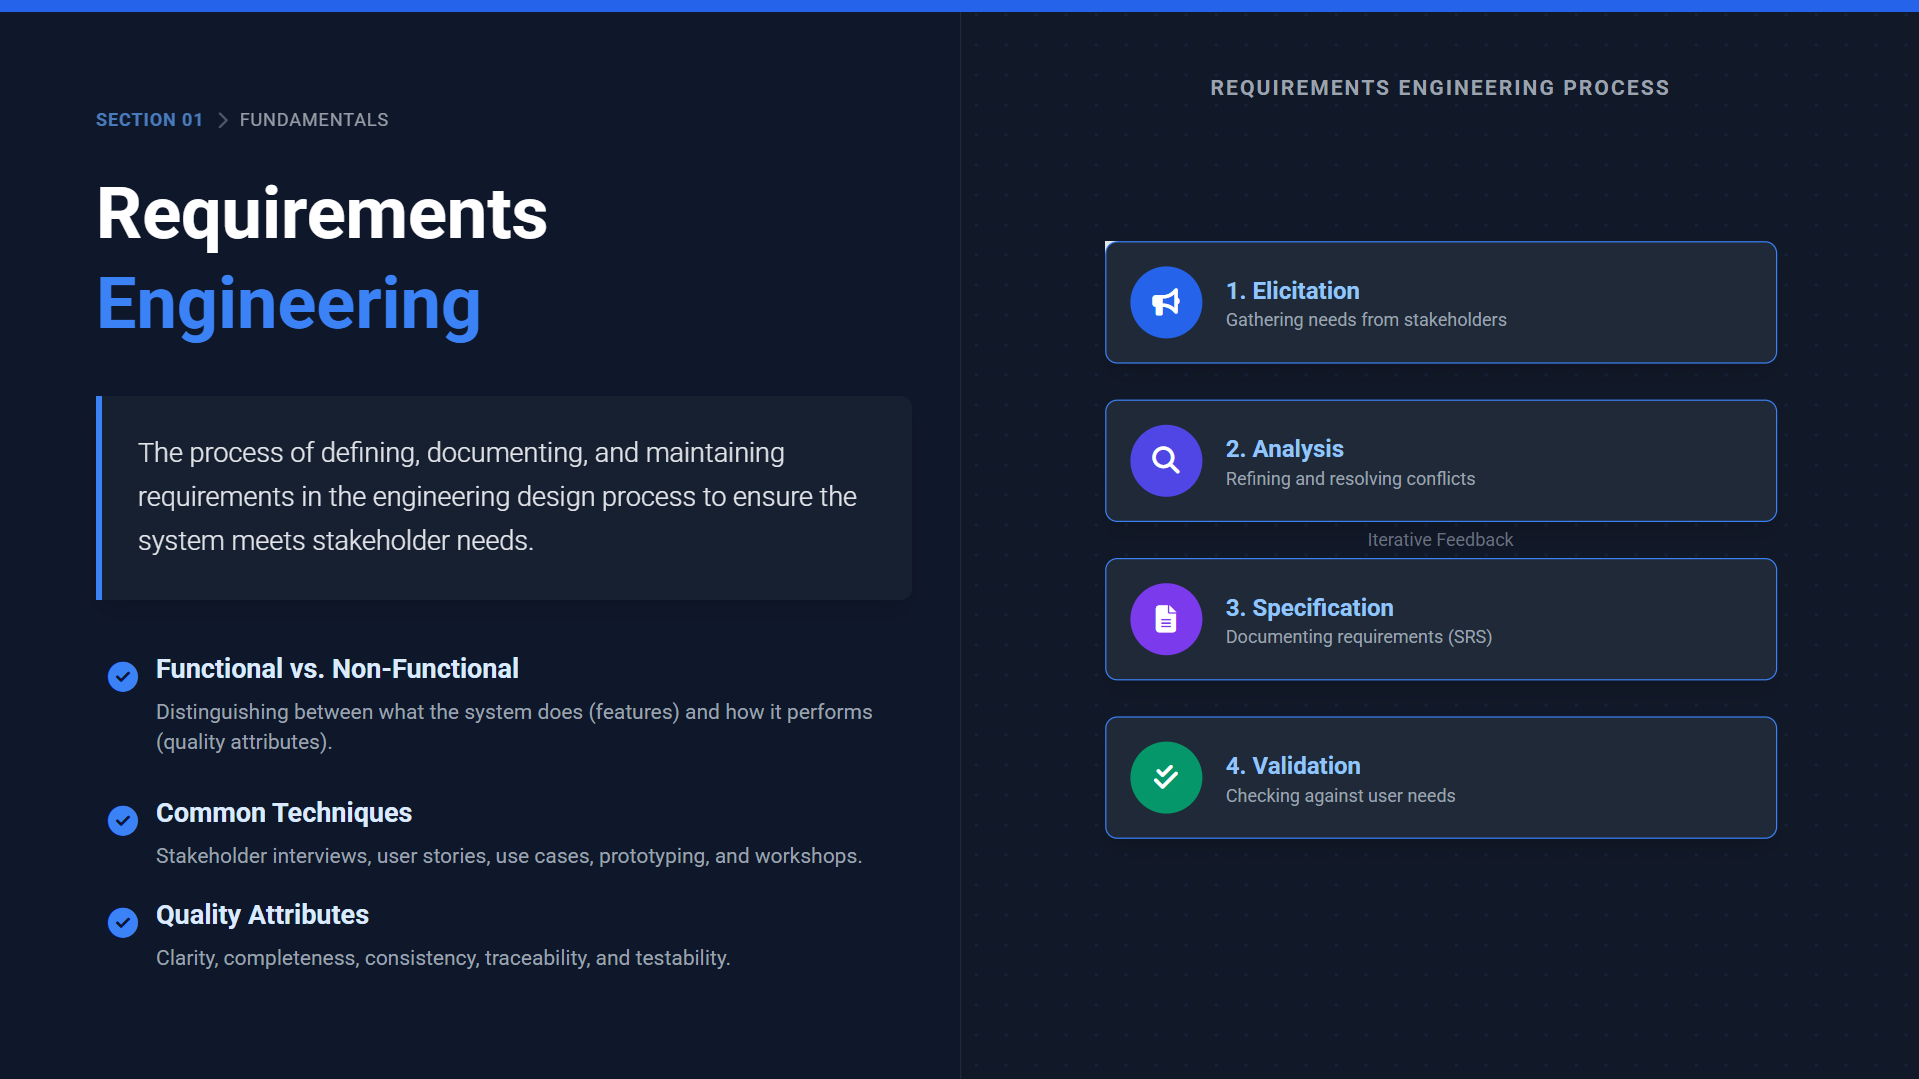 SECTION 01 FUNDAMENTALS
Requirements
Engineering
The process of defining, documenting, and maintaining
requirements in the engineering design process to ensure the
system meets stakeholder needs.
Functional vs. Non-Functional
Distinguishing between what the system does (features) and how it performs
(quality attributes).
Common Techniques
Stakeholder interviews, user stories, use cases, prototyping, and workshops.
Quality Attributes
Clarity, completeness, consistency, traceability, and testability.
REQUIREMENTS ENGINEERING PROCESS
1. Elicitation
Gathering needs from stakeholders
2. Analysis
Refining and resolving conflicts
Iterative Feedback
3. Specification
Documenting requirements (SRS)
4. Validation
Checking against user needs